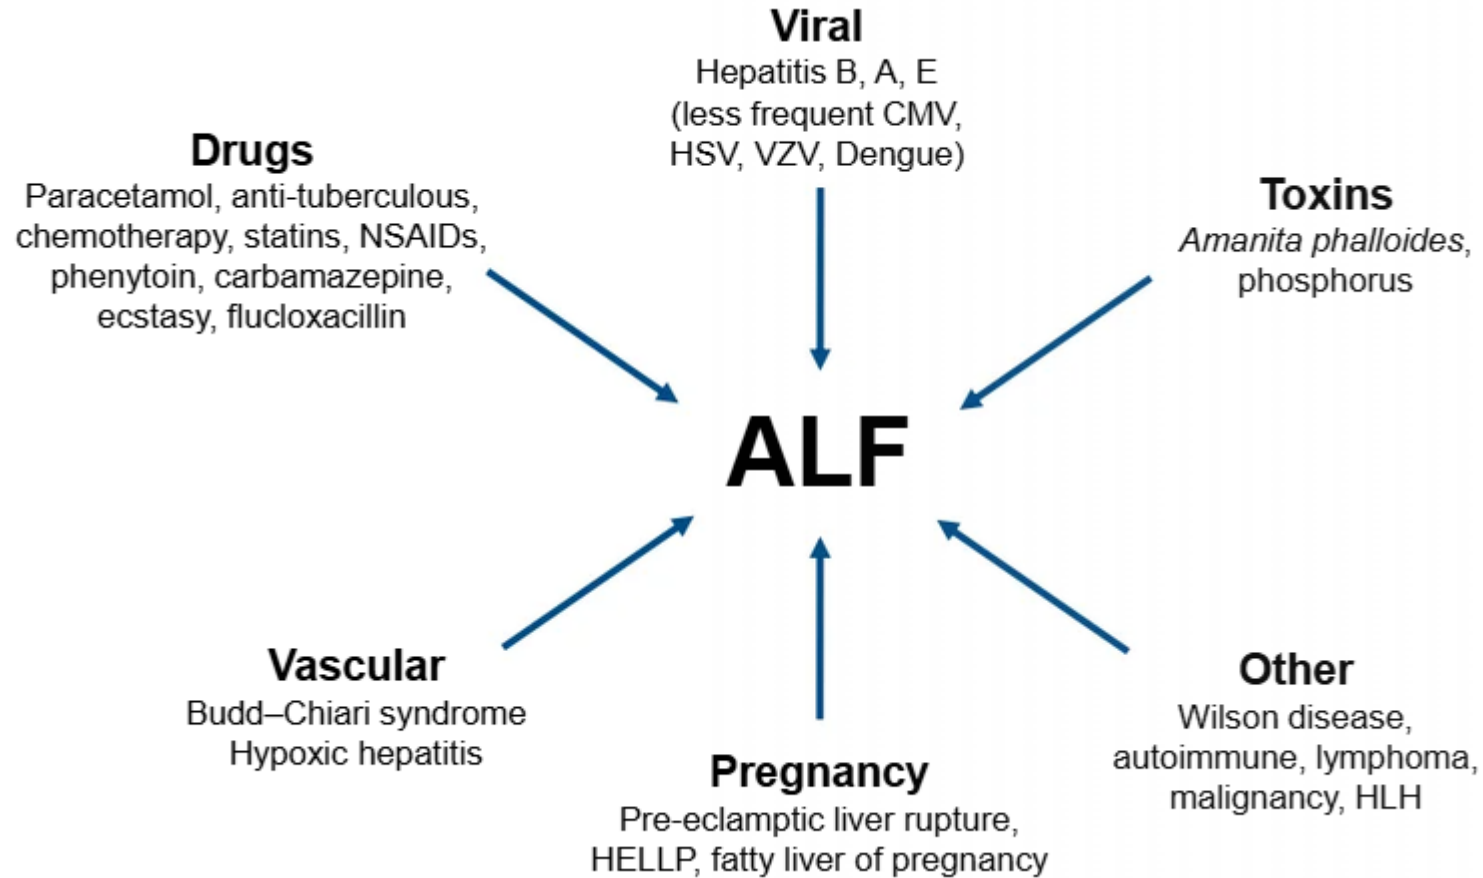 Viral
Hepatitis B, A, E
(less frequent CMV,
HSV, VZV, Dengue)
Drugs
Paracetamol, anti-tuberculous,
chemotherapy, statins, NSAIDs,
phenytoin, carbamazepine,
ecstasy, flucloxacillin
Toxins
Amanita phalloides,
phosphorus
ALF
Vascular
Budd–Chiari syndrome
Hypoxic hepatitis
Pregnancy
Pre-eclamptic liver rupture,
HELLP, fatty liver of pregnancy
Other
Wilson disease,
autoimmune, lymphoma,
malignancy, HLH